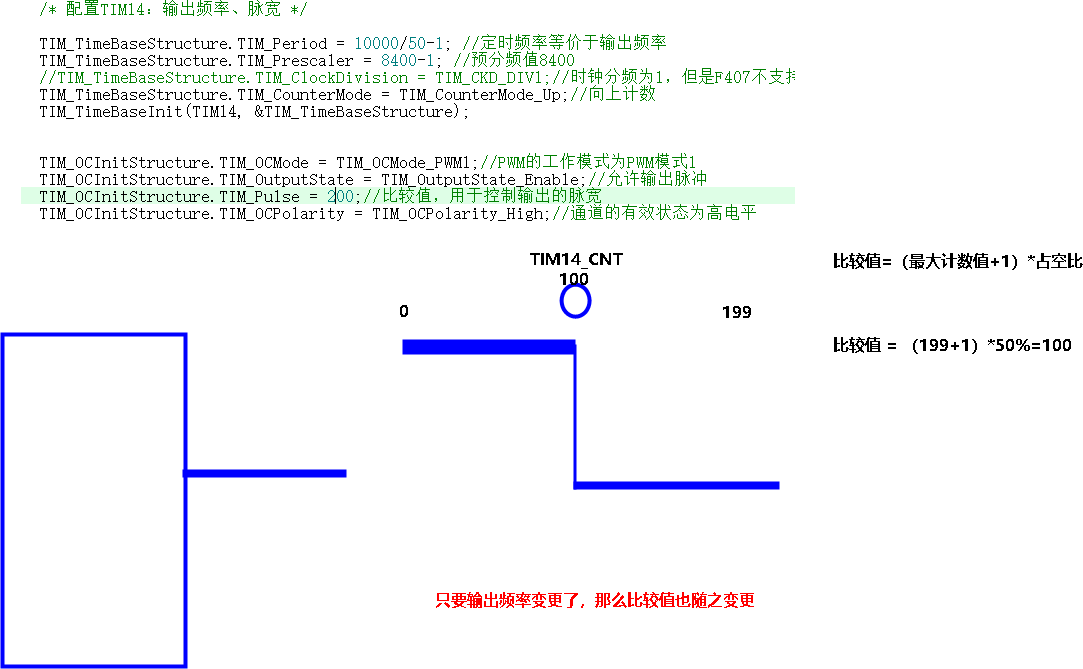 /* 配置TIM14：输出频率、脉宽 */
TIM_TimeBaseStructure.TIM_Period = 10000/50-1; //定时频率等价于输出频率
TIM_TimeBaseStructure.TIM_Prescaler = 8400-1; //预分频值8400
//TIM_TimeBaseStructure.TIM_ClockDivision = TIM_CKD_DIV1;//时钟分频为1，但是F407不支持
TIM_TimeBaseStructure.TIM_CounterMode = TIM_CounterMode_Up;//向上计数
TIM_TimeBaseInit(TIM14, &TIM_TimeBaseStructure);
TIM_OCInitStructure.TIM_OCMode = TIM_OCMode_PWM1;//PWM的工作模式为PWM模式1
TIM_OCInitStructure.TIM_OutputState = TIM_OutputState_Enable;//允许输出脉冲
TIM_OCInitStructure.TIM_Pulse = 200;//比较值，用于控制输出的脉宽
TIM_OCInitStructure.TIM_OCPolarity = TIM_OCPolarity_High;//通道的有效状态为高电平
TIM14_CNT
100
0
199
比较值=（最大计数值+1）*占空比
比较值 = （199+1）*50%=100
只要输出频率变更了，那么比较值也随之变更